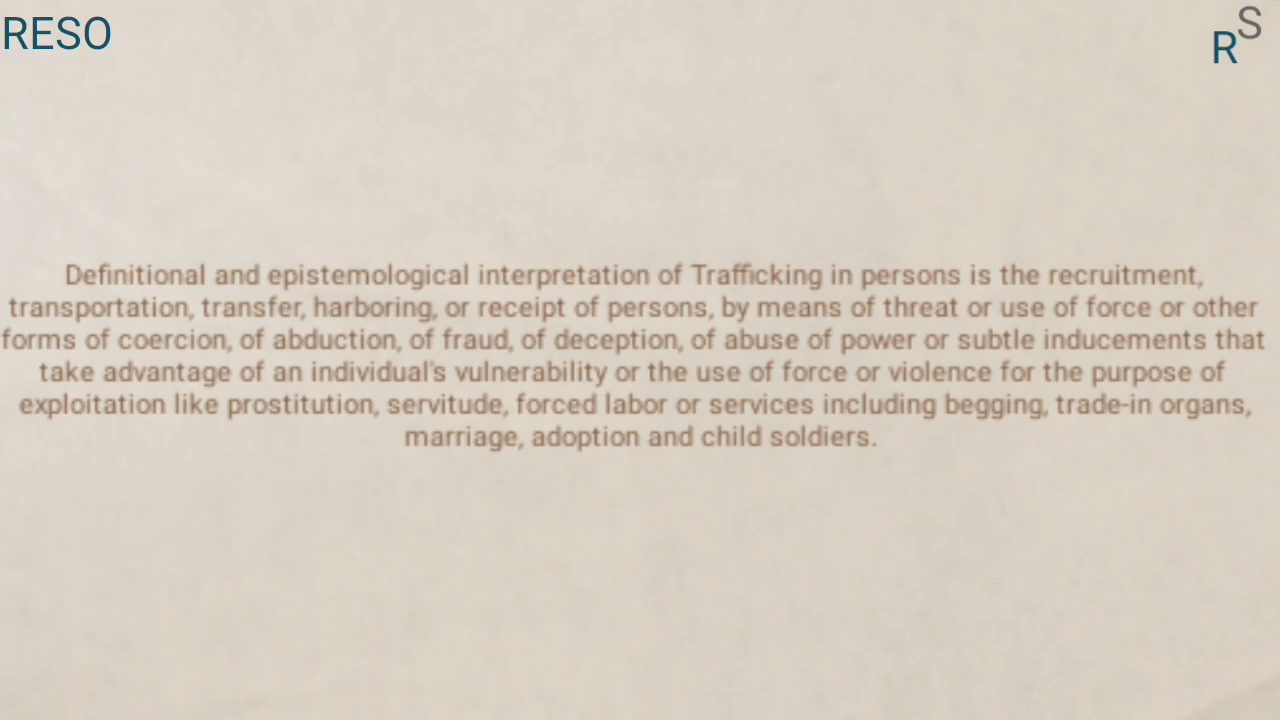 RESO
S
R
Definitional and epistemological interpretation of Trafficking in persons is the recruitment,
transportation, transfer, harboring, or receipt of persons, by means of threat or use of force or other
forms of coercion, of abduction, of fraud, of deception, of abuse of power or subtle inducements that
take advantage of an individual's vulnerability or the use of force or violence for the purpose of
exploitation like prostitution, servitude, forced labor or services including begging, trade-in organs,
marriage, adoption and child soldiers.